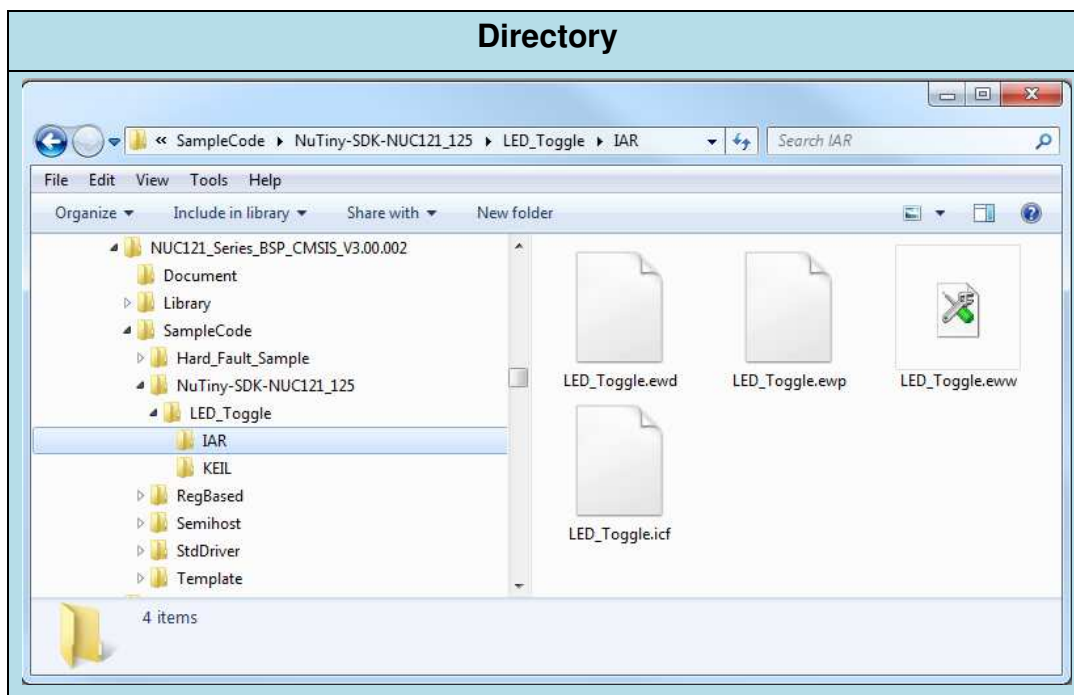 Directory
« SampleCode ▸ NuTiny-SDK-NUC121_125 ▸ LED_Toggle ▸ IAR
Search IAR
File Edit View Tools Help
Organize Include in library Share with New folder
NUC121_Series_BSP_CMSIS_V3.00.002
Document
Library
SampleCode
Hard_Fault_Sample
NuTiny-SDK-NUC121_125
LED_Toggle
IAR
KEIL
RegBased
Semihost
StdDriver
Template
LED_Toggle.ewd
LED_Toggle.ewp
LED_Toggle.eww
LED_Toggle.icf
4 items